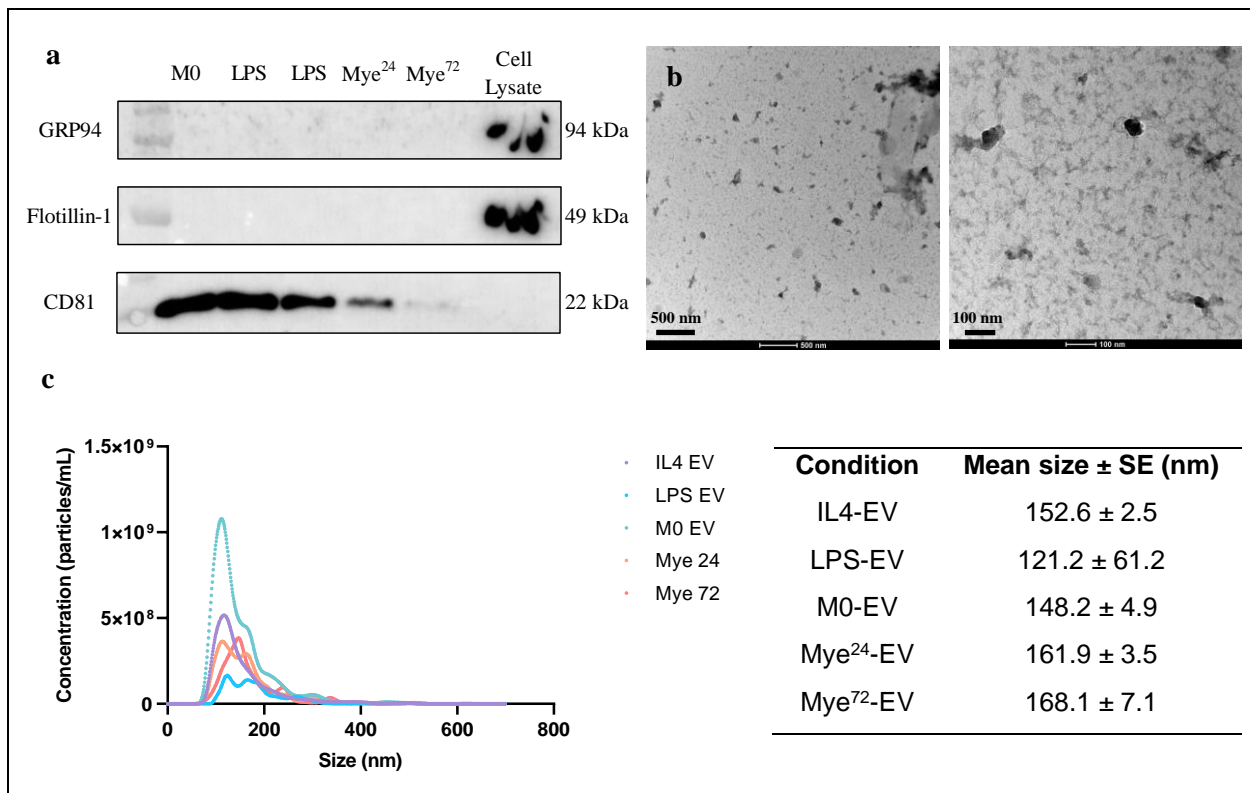 a
M0 LPS LPS Mye²⁴ Mye⁷² Cell Lysate
GRP94 94 kDa
Flotillin-1 49 kDa
CD81 22 kDa
b
500 nm
500 nm
100 nm
100 nm
c
Concentration (particles/mL)
1.5×10⁹
1×10⁹
5×10⁸
0
0 200 400 600 800
Size (nm)
IL4 EV
LPS EV
M0 EV
Mye 24
Mye 72
Condition Mean size ± SE (nm)
IL4-EV 152.6 ± 2.5
LPS-EV 121.2 ± 61.2
M0-EV 148.2 ± 4.9
Mye²⁴-EV 161.9 ± 3.5
Mye⁷²-EV 168.1 ± 7.1